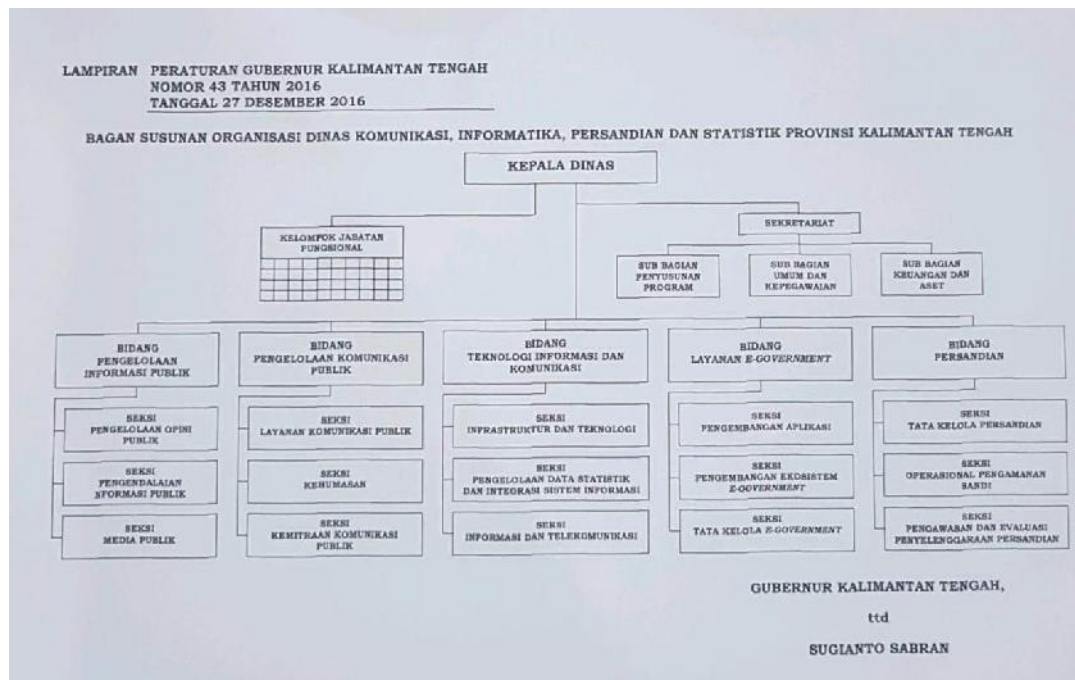 LAMPIRAN PERATURAN GUBERNUR KALIMANTAN TENGAH
NOMOR 43 TAHUN 2016
TANGGAL 27 DESEMBER 2016
BAGAN SUSUNAN ORGANISASI DINAS KOMUNIKASI, INFORMATIKA, PERSANDIAN DAN STATISTIK PROVINSI KALIMANTAN TENGAH
KEPALA DINAS
KELOMPOK JABATAN
FUNGSIONAL
SEKRETARIAT
SUB BAGIAN
PENYUSUNAN
PROGRAM
SUB BAGIAN
UMUM DAN
KEPEGAWAIAN
SUB BAGIAN
KEUANGAN DAN
ASET
BIDANG
PENGELOLAAN
INFORMASI PUBLIK
SEKSI
PENGELOLAAN OPINI
PUBLIK
SEKSI
PENGENDALAIAN
NFORMASI PUBLIK
SEKSI
MEDIA PUBLIK
BIDANG
PENGELOLAAN KOMUNIKASI
PUBLIK
SEKSI
LAYANAN KOMUNIKASI PUBLIK
SEKSI
KEHUMASAN
SEKSI
KEMITRAAN KOMUNIKASI
PUBLIK
BIDANG
TEKNOLOGI INFORMASI DAN
KOMUNIKASI
SEKSI
INFRASTRUKTUR DAN TEKNOLOGI
SEKSI
PENGELOLAAN DATA STATISTIK
DAN INTEGRASI SISTEM INFORMASI
SEKSI
INFORMASI DAN TELEKOMUNIKASI
BIDANG
LAYANAN E-GOVERNMENT
SEKSI
PENGEMBANGAN APLIKASI
SEKSI
PENGEMBANGAN EKOSISTEM
E-GOVERNMENT
SEKSI
TATA KELOLA E-GOVERNMENT
BIDANG
PERSANDIAN
SEKSI
TATA KELOLA PERSANDIAN
SEKSI
OPERASIONAL PENGAMANAN
SANDI
SEKSI
PENGAWASAN DAN EVALUASI
PENYELENGGARAAN PERSANDIAN
GUBERNUR KALIMANTAN TENGAH,
ttd
SUGIANTO SABRAN